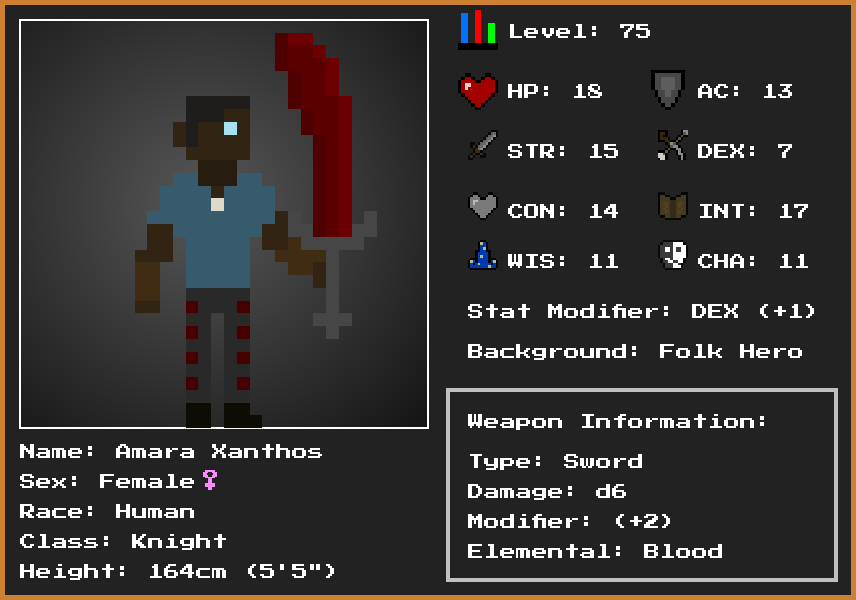 Level: 75
HP: 18 AC: 13
STR: 15 DEX: 7
CON: 14 INT: 17
WIS: 11 CHA: 11
Stat Modifier: DEX (+1)
Background: Folk Hero
Weapon Information:
Type: Sword
Damage: d6
Modifier: (+2)
Elemental: Blood
Name: Amara Xanthos
Sex: Female♀
Race: Human
Class: Knight
Height: 164cm (5'5")